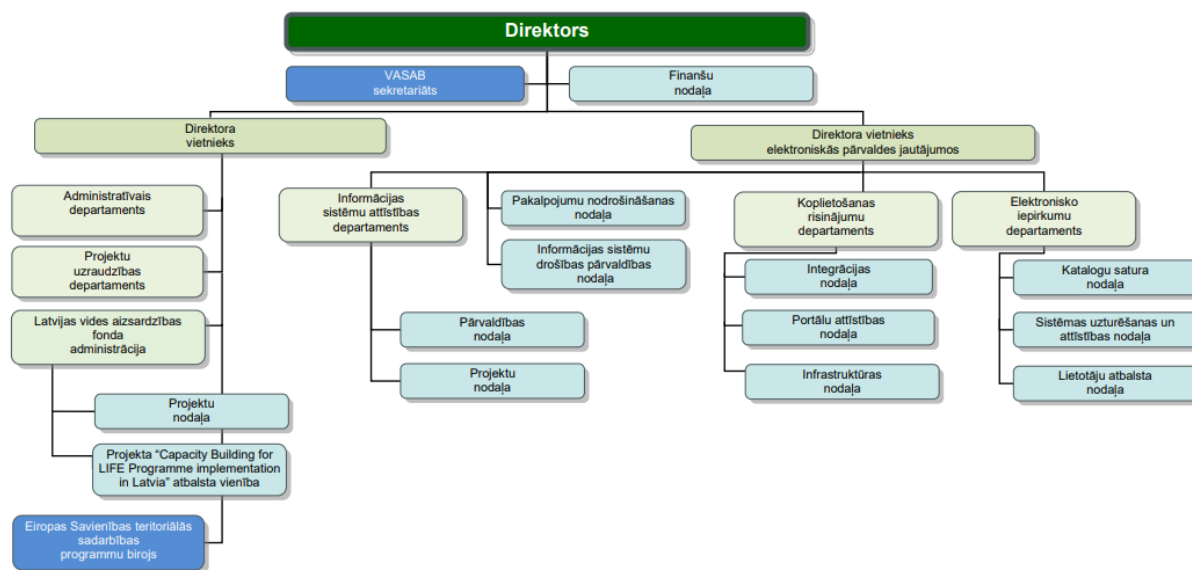 Direktors
VASAB
sekretariāts
Finanšu
nodaļa
Direktora
vietnieks
Direktora vietnieks
elektroniskās pārvaldes jautājumos
Administratīvais
departaments
Projektu
uzraudzības
departaments
Latvijas vides aizsardzības
fonda
administrācija
Projektu
nodaļa
Projekta “Capacity Building for
LIFE Programme implementation
in Latvia” atbalsta vienība
Eiropas Savienības teritoriālās
sadarbības
programmu birojs
Informācijas
sistēmu attīstības
departaments
Pārvaldības
nodaļa
Projektu
nodaļa
Pakalpojumu nodrošināšanas
nodaļa
Informācijas sistēmu
drošības pārvaldības
nodaļa
Koplietošanas
risinājumu
departaments
Integrācijas
nodaļa
Portālu attīstības
nodaļa
Infrastruktūras
nodaļa
Elektronisko
iepirkumu
departaments
Katalogu satura
nodaļa
Sistēmas uzturēšanas un
attīstības nodaļa
Lietotāju atbalsta
nodaļa